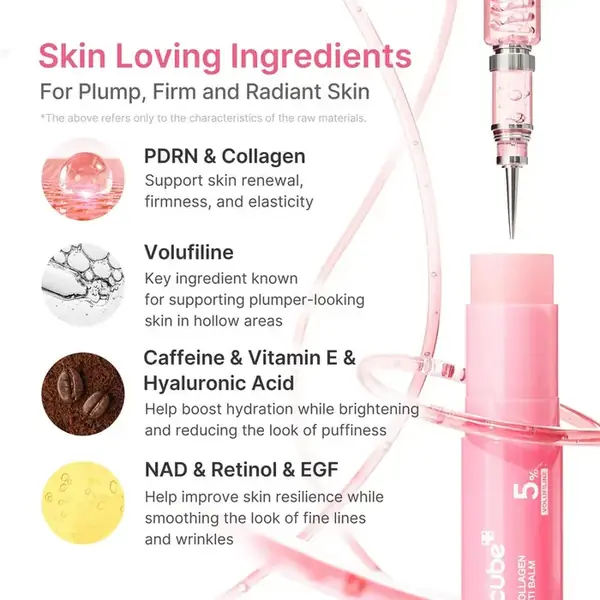 Skin Loving Ingredients
For Plump, Firm and Radiant Skin
*The above refers only to the characteristics of the raw materials.
PDRN & Collagen
Support skin renewal,
firmness, and elasticity
Volufiline
Key ingredient known
for supporting plumper-looking
skin in hollow areas
Caffeine & Vitamin E &
Hyaluronic Acid
Help boost hydration while brightening
and reducing the look of puffiness
NAD & Retinol & EGF
Help improve skin resilience while
smoothing the look of fine lines
and wrinkles
5%
VOLUFILINE
cube
OLLAGEN
TI BALM